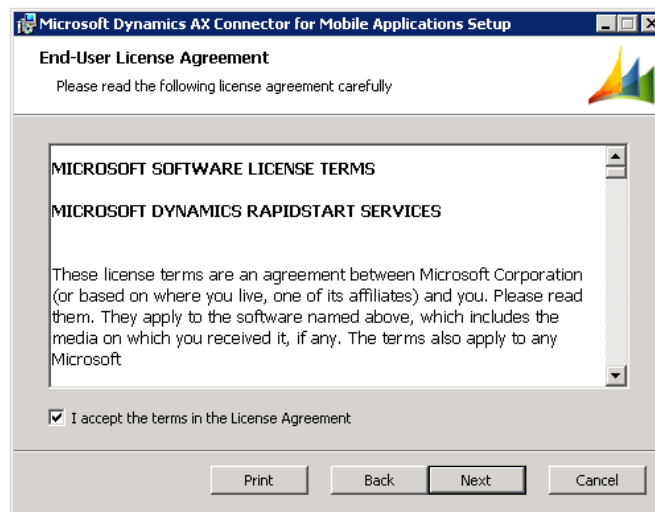 Microsoft Dynamics AX Connector for Mobile Applications Setup
End-User License Agreement
Please read the following license agreement carefully
MICROSOFT SOFTWARE LICENSE TERMS
MICROSOFT DYNAMICS RAPIDSTART SERVICES
These license terms are an agreement between Microsoft Corporation
(or based on where you live, one of its affiliates) and you. Please read
them. They apply to the software named above, which includes the
media on which you received it, if any. The terms also apply to any
Microsoft
I accept the terms in the License Agreement
Print Back Next Cancel